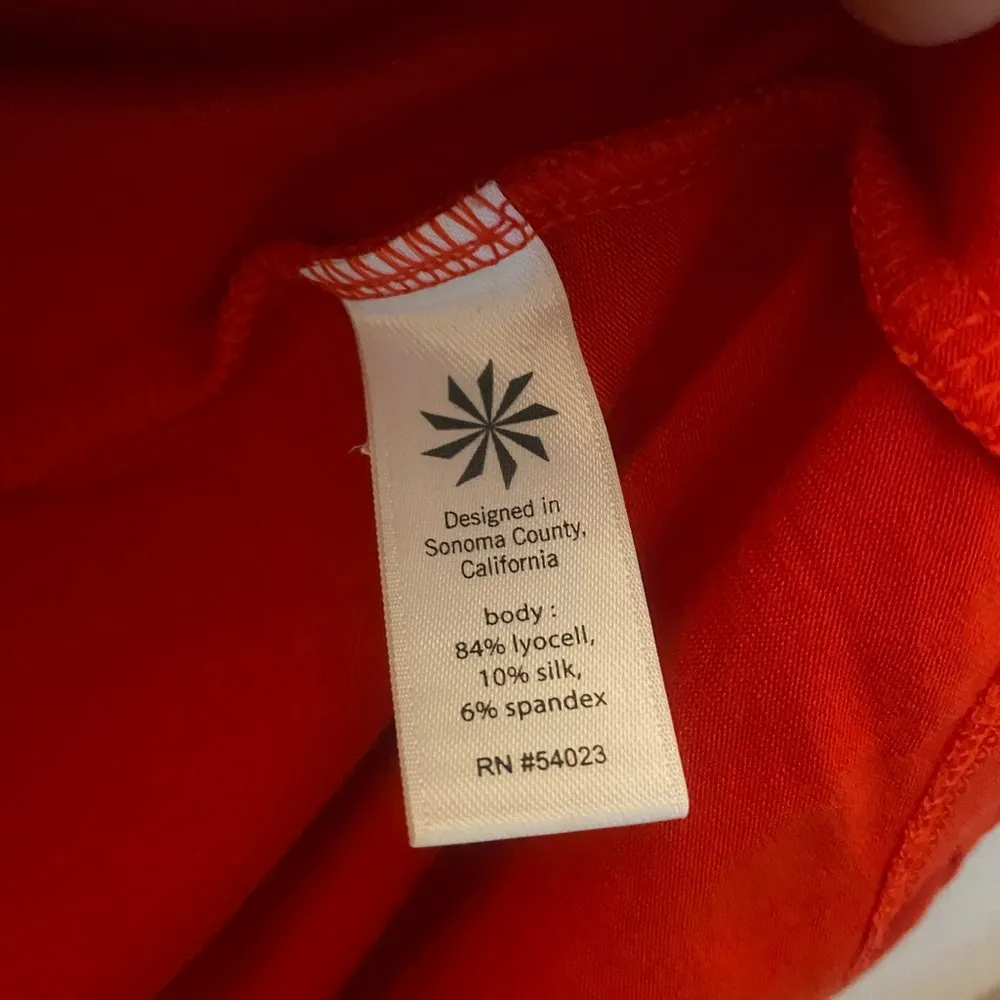 Designed in
Sonoma County,
California
body :
84% lyocell,
10% silk,
6% spandex
RN #54023